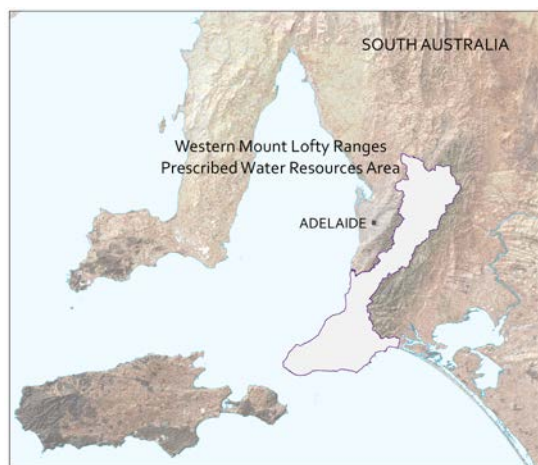 SOUTH AUSTRALIA
Western Mount Lofty Ranges
Prescribed Water Resources Area
ADELAIDE